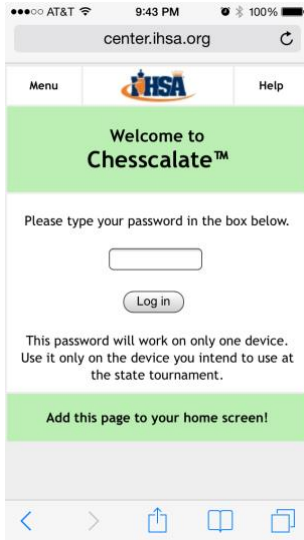 AT&T 9:43 PM 100%
center.ihsa.org
Menu IHSA Help
Welcome to
Chesscalate™
Please type your password in the box below.
Log in
This password will work on only one device.
Use it only on the device you intend to use at
the state tournament.
Add this page to your home screen!